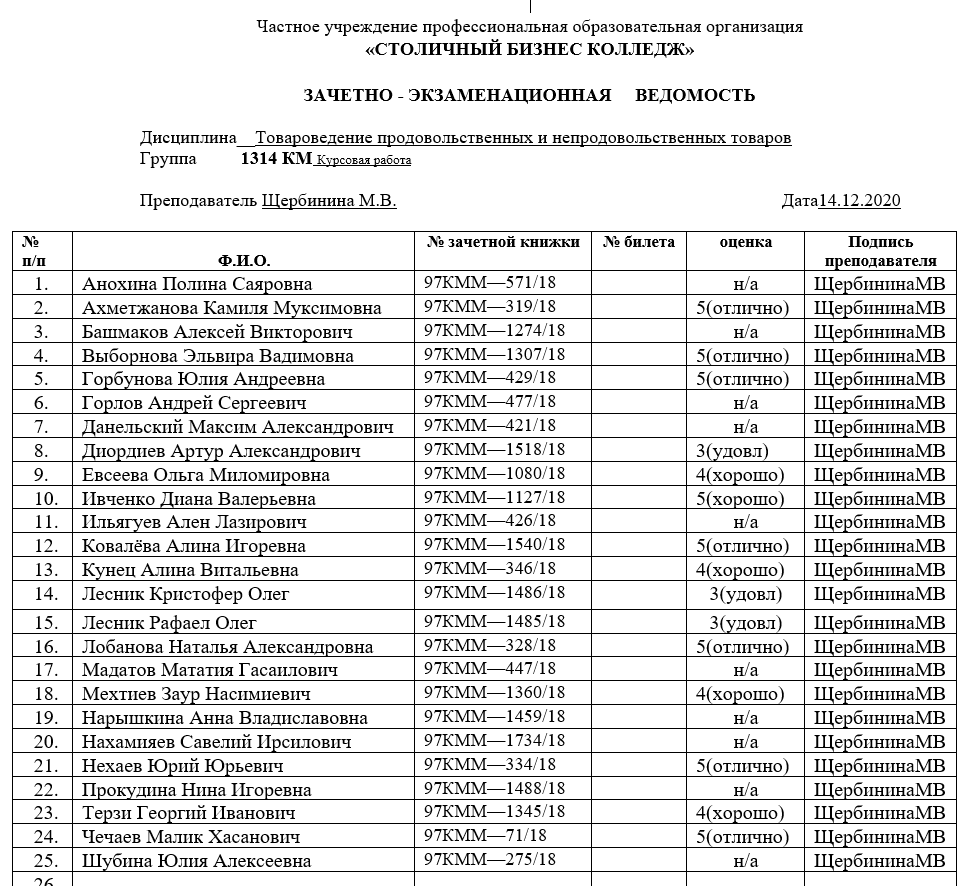 Частное учреждение профессиональная образовательная организация
«СТОЛИЧНЫЙ БИЗНЕС КОЛЛЕДЖ»
ЗАЧЕТНО - ЭКЗАМЕНАЦИОННАЯ ВЕДОМОСТЬ
Дисциплина__Товароведение продовольственных и непродовольственных товаров
Группа 1314 КМ Курсовая работа
Преподаватель Щербинина М.В. Дата14.12.2020
№ п/п Ф.И.О. № зачетной книжки № билета оценка Подпись преподавателя
1. Анохина Полина Саяровна 97КММ—571/18 н/а ЩербининаМВ
2. Ахметжанова Камиля Муксимовна 97КММ—319/18 5(отлично) ЩербининаМВ
3. Башмаков Алексей Викторович 97КММ—1274/18 н/а ЩербининаМВ
4. Выборнова Эльвира Вадимовна 97КММ—1307/18 5(отлично) ЩербининаМВ
5. Горбунова Юлия Андреевна 97КММ—429/18 5(отлично) ЩербининаМВ
6. Горлов Андрей Сергеевич 97КММ—477/18 н/а ЩербининаМВ
7. Данельский Максим Александрович 97КММ—421/18 н/а ЩербининаМВ
8. Диордиев Артур Александрович 97КММ—1518/18 3(удовл) ЩербининаМВ
9. Евсеева Ольга Миломировна 97КММ—1080/18 4(хорошо) ЩербининаМВ
10. Ивченко Диана Валерьевна 97КММ—1127/18 5(хорошо) ЩербининаМВ
11. Ильягуев Ален Лазирович 97КММ—426/18 н/а ЩербининаМВ
12. Ковалёва Алина Игоревна 97КММ—1540/18 5(отлично) ЩербининаМВ
13. Кунец Алина Витальевна 97КММ—346/18 4(хорошо) ЩербининаМВ
14. Лесник Кристофер Олег 97КММ—1486/18 3(удовл) ЩербининаМВ
15. Лесник Рафаел Олег 97КММ—1485/18 3(удовл) ЩербининаМВ
16. Лобанова Наталья Александровна 97КММ—328/18 5(отлично) ЩербининаМВ
17. Мадатов Мататия Гасаилович 97КММ—447/18 н/а ЩербининаМВ
18. Мехтиев Заур Насимиевич 97КММ—1360/18 4(хорошо) ЩербининаМВ
19. Нарышкина Анна Владиславовна 97КММ—1459/18 н/а ЩербининаМВ
20. Нахамияев Савелий Ирсилович 97КММ—1734/18 н/а ЩербининаМВ
21. Нехаев Юрий Юрьевич 97КММ—334/18 5(отлично) ЩербининаМВ
22. Прокудина Нина Игоревна 97КММ—1488/18 н/а ЩербининаМВ
23. Терзи Георгий Иванович 97КММ—1345/18 4(хорошо) ЩербининаМВ
24. Чечаев Малик Хасанович 97КММ—71/18 5(отлично) ЩербининаМВ
25. Шубина Юлия Алексеевна 97КММ—275/18 н/а ЩербининаМВ
26.